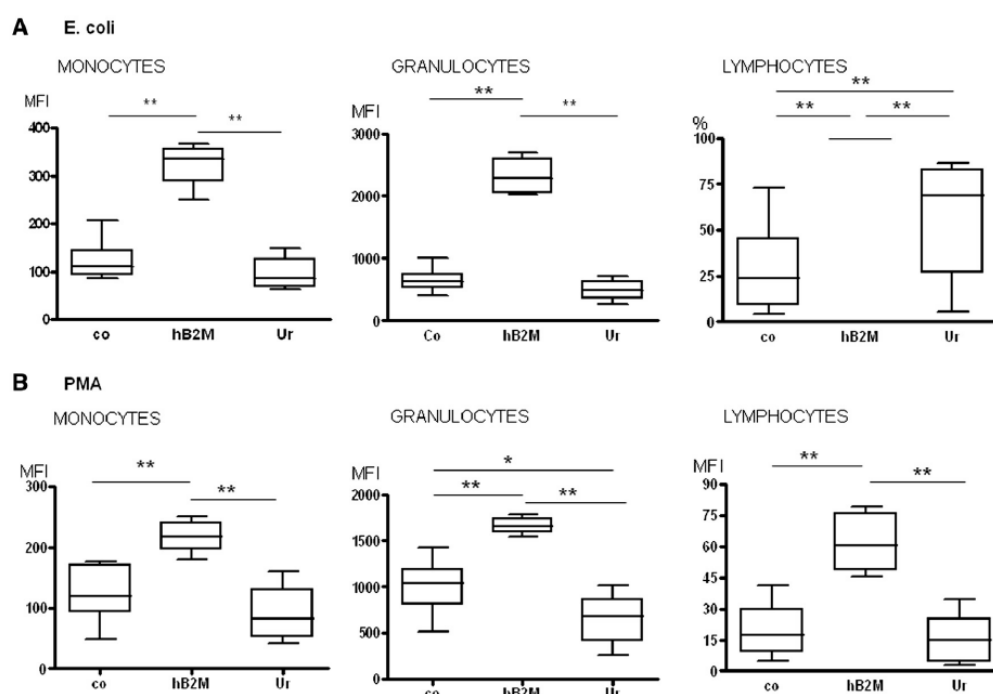 A E. coli
MONOCYTES
MFI
**
**
400
300
200
100
0
co hB2M Ur
GRANULOCYTES
MFI
**
**
3000
2000
1000
0
Co hB2M Ur
LYMPHOCYTES
%
**
**
**
100
75
50
25
0
co hB2M Ur
B PMA
MONOCYTES
MFI
**
**
300
200
100
0
co hB2M Ur
GRANULOCYTES
MFI
*
**
**
2000
1500
1000
500
0
co hB2M Ur
LYMPHOCYTES
MFI
**
**
90
75
60
45
30
15
0
co hB2M Ur